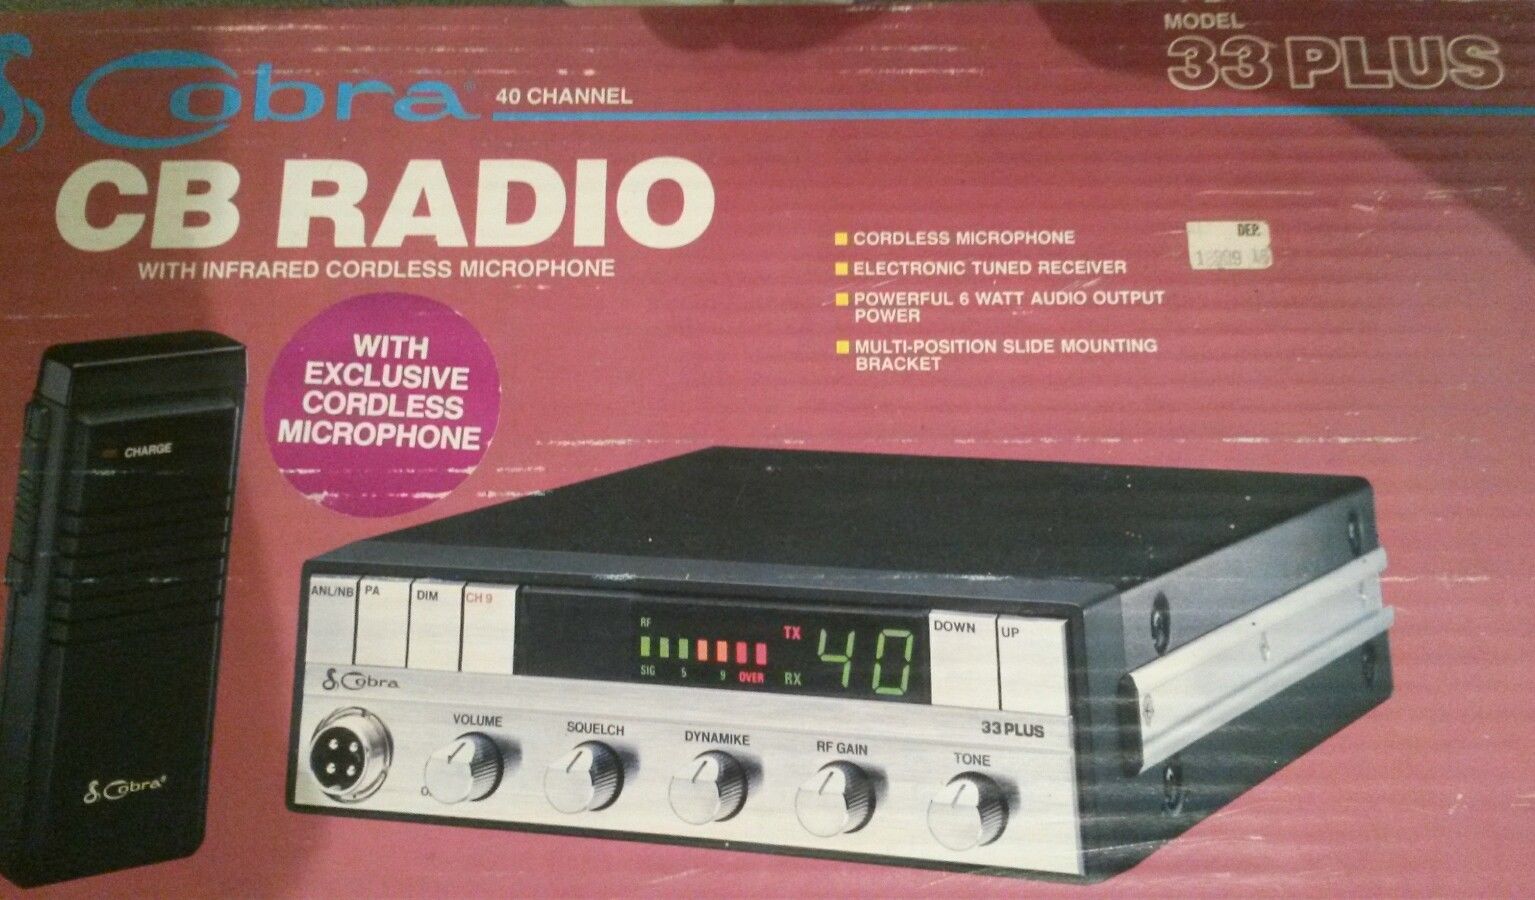 Cobra 40 CHANNEL
MODEL
33 PLUS
CB RADIO
WITH INFRARED CORDLESS MICROPHONE
WITH
EXCLUSIVE
CORDLESS
MICROPHONE
CORDLESS MICROPHONE
ELECTRONIC TUNED RECEIVER
POWERFUL 6 WATT AUDIO OUTPUT
POWER
MULTI-POSITION SLIDE MOUNTING
BRACKET
DEP.
CHARGE
Cobra
ANL/NB PA DIM CH 9
RF
TX
40
SIG 5 9 OVER RX
DOWN UP
Cobra
33 PLUS
VOLUME SQUELCH DYNAMIKE RF GAIN TONE